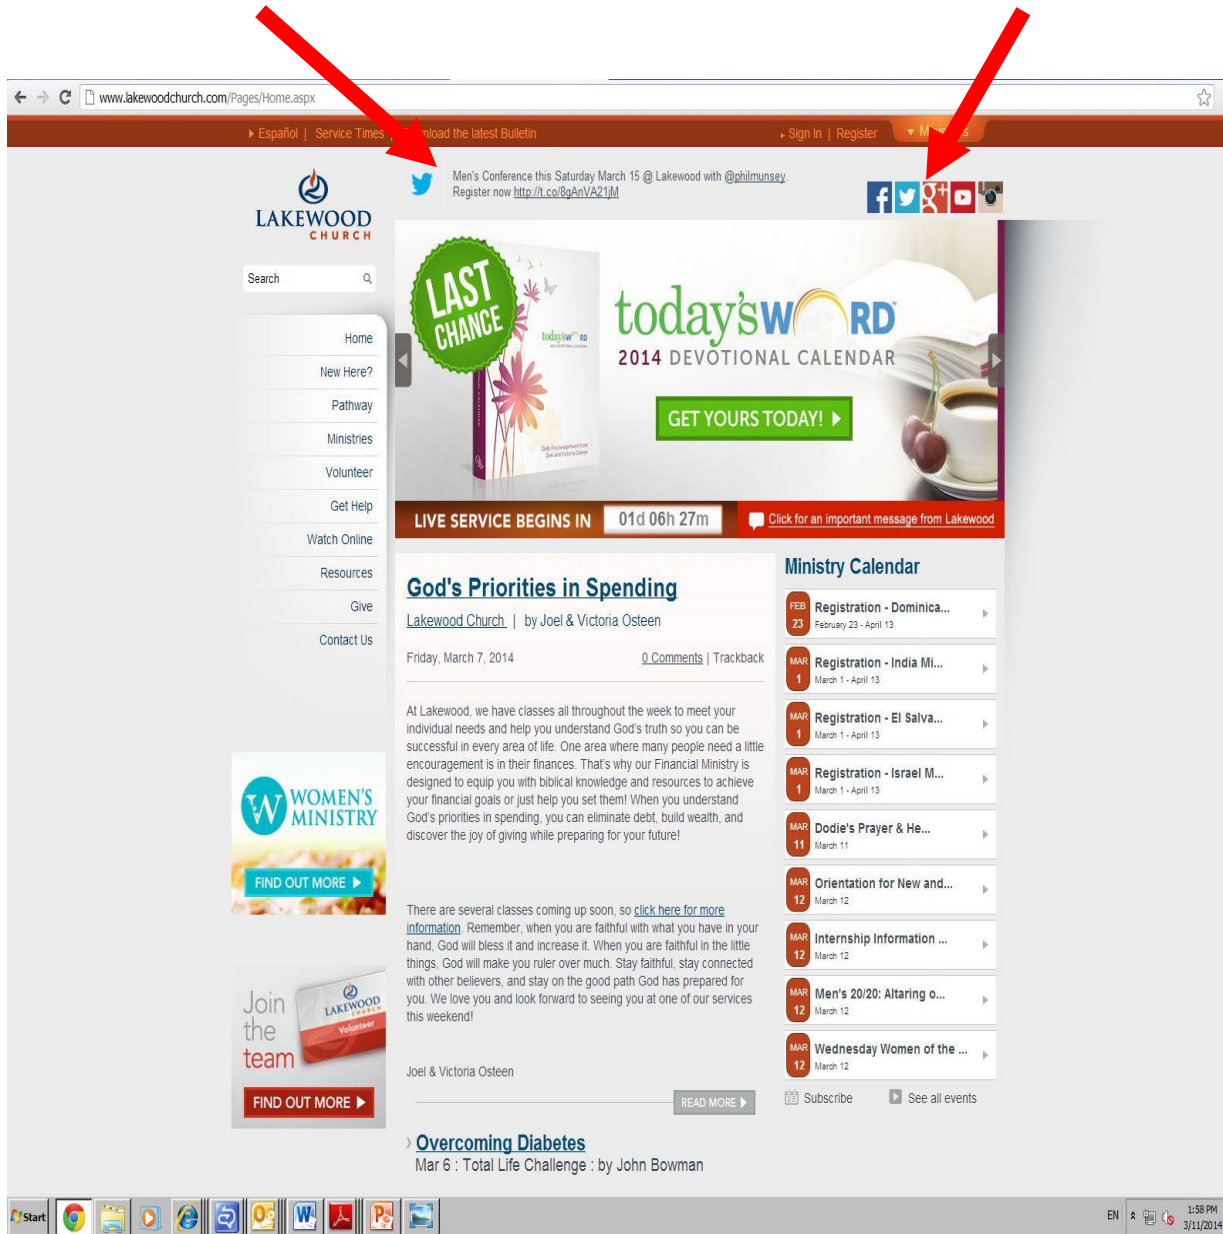 www.lakewoodchurch.com/Pages/Home.aspx
Español | Service Times | Download the latest Bulletin
Sign In | Register
Men's Conference this Saturday March 15 @ Lakewood with @philmunsey.
Register now http://t.co/8gAnVA21jM
LAKEWOOD
CHURCH
Search
Home
New Here?
Pathway
Ministries
Volunteer
Get Help
Watch Online
Resources
Give
Contact Us
LAST
CHANCE
today's WORD
today's WORD™
2014 DEVOTIONAL CALENDAR
GET YOURS TODAY!
Daily Encouragement from
Joel and Victoria Osteen
LIVE SERVICE BEGINS IN 01d 06h 27m
Click for an important message from Lakewood
God's Priorities in Spending
Lakewood Church | by Joel & Victoria Osteen
Friday, March 7, 2014
0 Comments | Trackback
At Lakewood, we have classes all throughout the week to meet your
individual needs and help you understand God's truth so you can be
successful in every area of life. One area where many people need a little
encouragement is in their finances. That's why our Financial Ministry is
designed to equip you with biblical knowledge and resources to achieve
your financial goals or just help you set them! When you understand
God's priorities in spending, you can eliminate debt, build wealth, and
discover the joy of giving while preparing for your future!
There are several classes coming up soon, so click here for more
information. Remember, when you are faithful with what you have in your
hand, God will bless it and increase it. When you are faithful in the little
things, God will make you ruler over much. Stay faithful, stay connected
with other believers, and stay on the good path God has prepared for
you. We love you and look forward to seeing you at one of our services
this weekend!
Joel & Victoria Osteen
READ MORE
Overcoming Diabetes
Mar 6 : Total Life Challenge : by John Bowman
Ministry Calendar
FEB
23
Registration - Dominica...
February 23 - April 13
MAR
1
Registration - India Mi...
March 1 - April 13
MAR
1
Registration - El Salva...
March 1 - April 13
MAR
1
Registration - Israel M...
March 1 - April 13
MAR
11
Dodie's Prayer & He...
March 11
MAR
12
Orientation for New and...
March 12
MAR
12
Internship Information ...
March 12
MAR
12
Men's 20/20: Altaring o...
March 12
MAR
12
Wednesday Women of the ...
March 12
Subscribe
See all events
WOMEN'S
MINISTRY
FIND OUT MORE
Join
the
team
LAKEWOOD
CHURCH
Volunteer
FIND OUT MORE
Start
EN
1:58 PM
3/11/2014